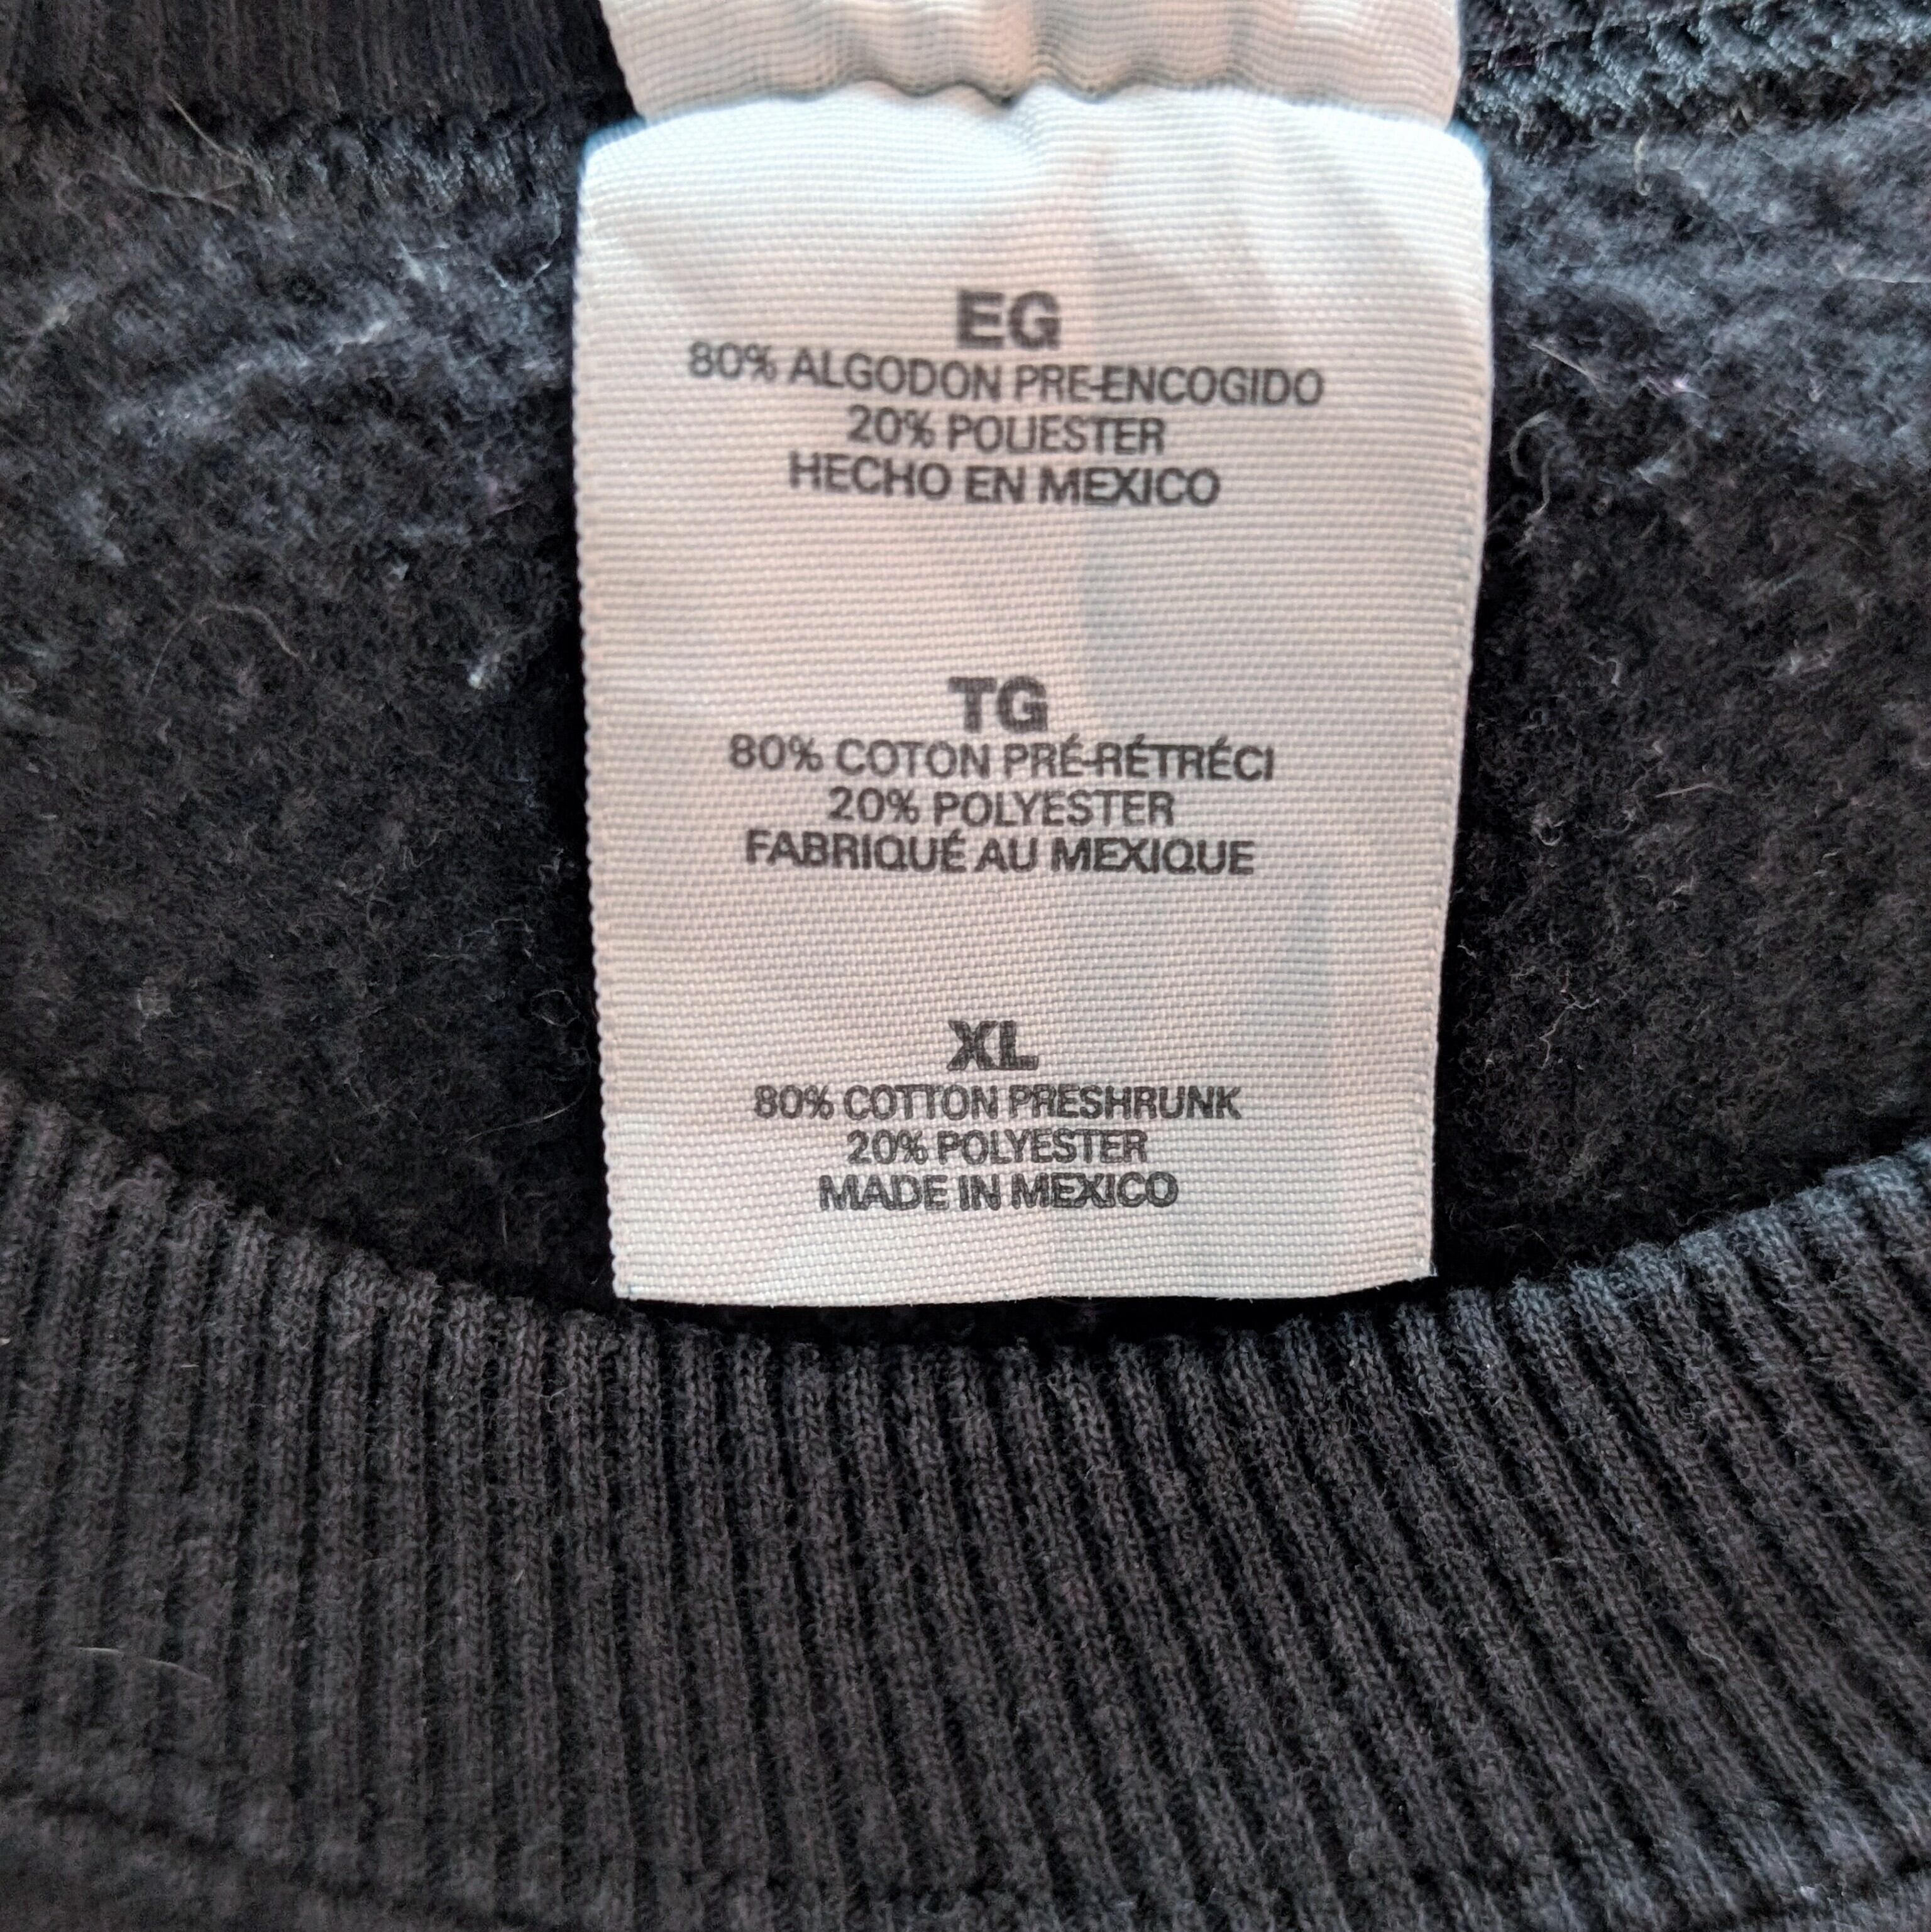 EG
80% ALGODON PRE-ENCOGIDO
20% POLIESTER
HECHO EN MEXICO
TG
80% COTON PRÉ-RÉTRÉCI
20% POLYESTER
FABRIQUÉ AU MEXIQUE
XL
80% COTTON PRESHRUNK
20% POLYESTER
MADE IN MEXICO